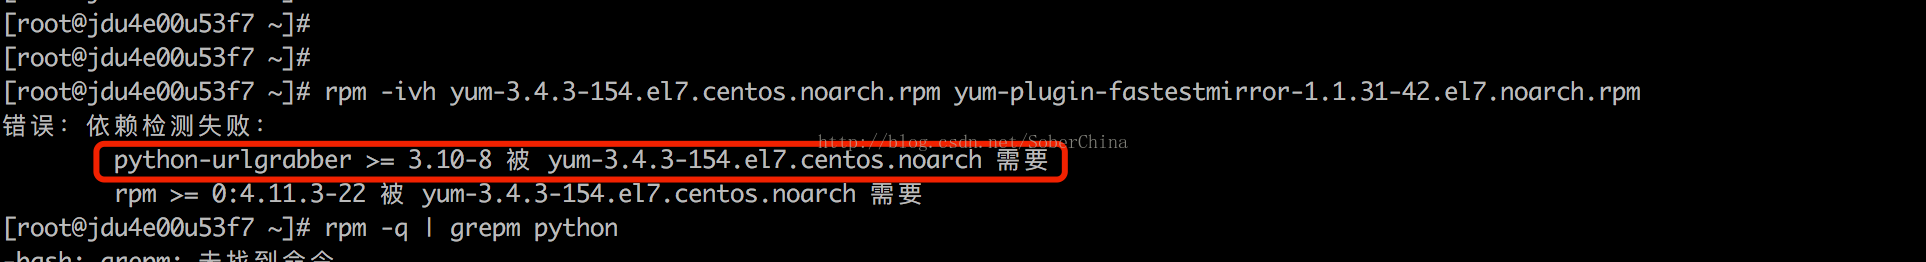 [root@jdu4e00u53f7 ~]#
[root@jdu4e00u53f7 ~]#
[root@jdu4e00u53f7 ~]# rpm -ivh yum-3.4.3-154.el7.centos.noarch.rpm yum-plugin-fastestmirror-1.1.31-42.el7.noarch.rpm
错误：依赖检测失败：
http://blog.csdn.net/SoberChina
python-urlgrabber >= 3.10-8 被 yum-3.4.3-154.el7.centos.noarch 需要
rpm >= 0:4.11.3-22 被 yum-3.4.3-154.el7.centos.noarch 需要
[root@jdu4e00u53f7 ~]# rpm -q | grepm python
-bash: grepm: 未找到命令